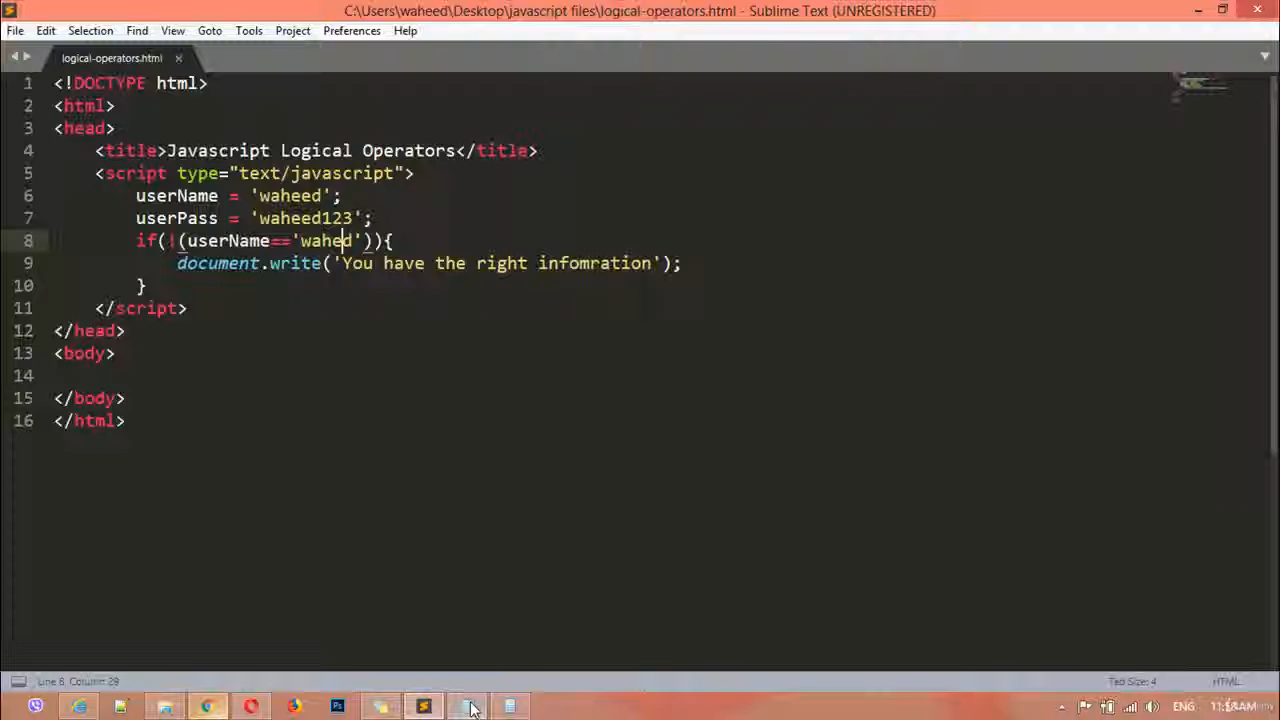 C:\Users\waheed\Desktop\javascript files\logical-operators.html - Sublime Text (UNREGISTERED)
File Edit Selection Find View Goto Tools Project Preferences Help
logical-operators.html ×
1 <!DOCTYPE html>
2 <html>
3 <head>
4 <title>Javascript Logical Operators</title>
5 <script type="text/javascript">
6 userName = 'waheed';
7 userPass = 'waheed123';
8 if(!(userName=='wahed')){
9 document.write('You have the right infomration');
10 }
11 </script>
12 </head>
13 <body>
14
15 </body>
16 </html>
Line 8, Column 29 Tab Size: 4 HTML
ENG